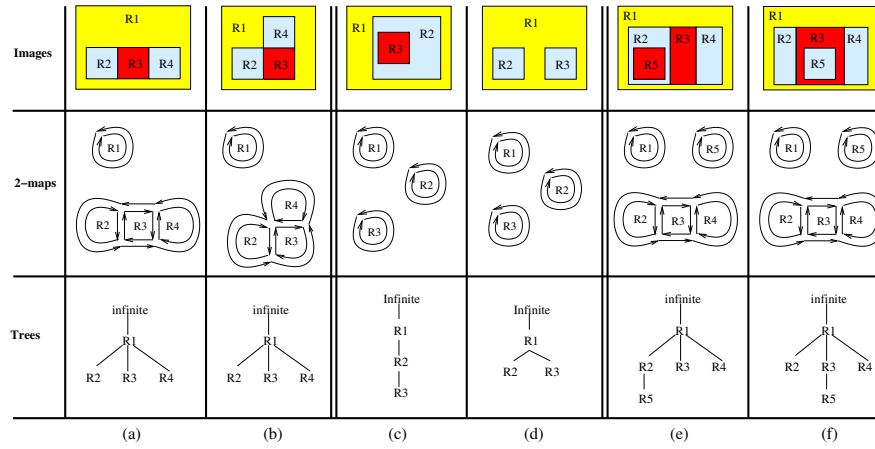 Images
R1
R2 R3 R4
R1
R4
R2 R3
R1
R2
R3
R1
R2 R3
R1
R2 R3 R4
R5
R1
R2 R3 R4
R5
2−maps
R1
R2 R3 R4
R1
R4
R2 R3
R1
R2
R3
R1
R2
R3
R1 R5
R2 R3 R4
R1 R5
R2 R3 R4
Trees
infinite
R1
R2 R3 R4
infinite
R1
R2 R3 R4
Infinite
R1
R2
R3
Infinite
R1
R2 R3
infinite
R1
R2 R3 R4
R5
infinite
R1
R2 R3 R4
R5
(a) (b) (c) (d) (e) (f)